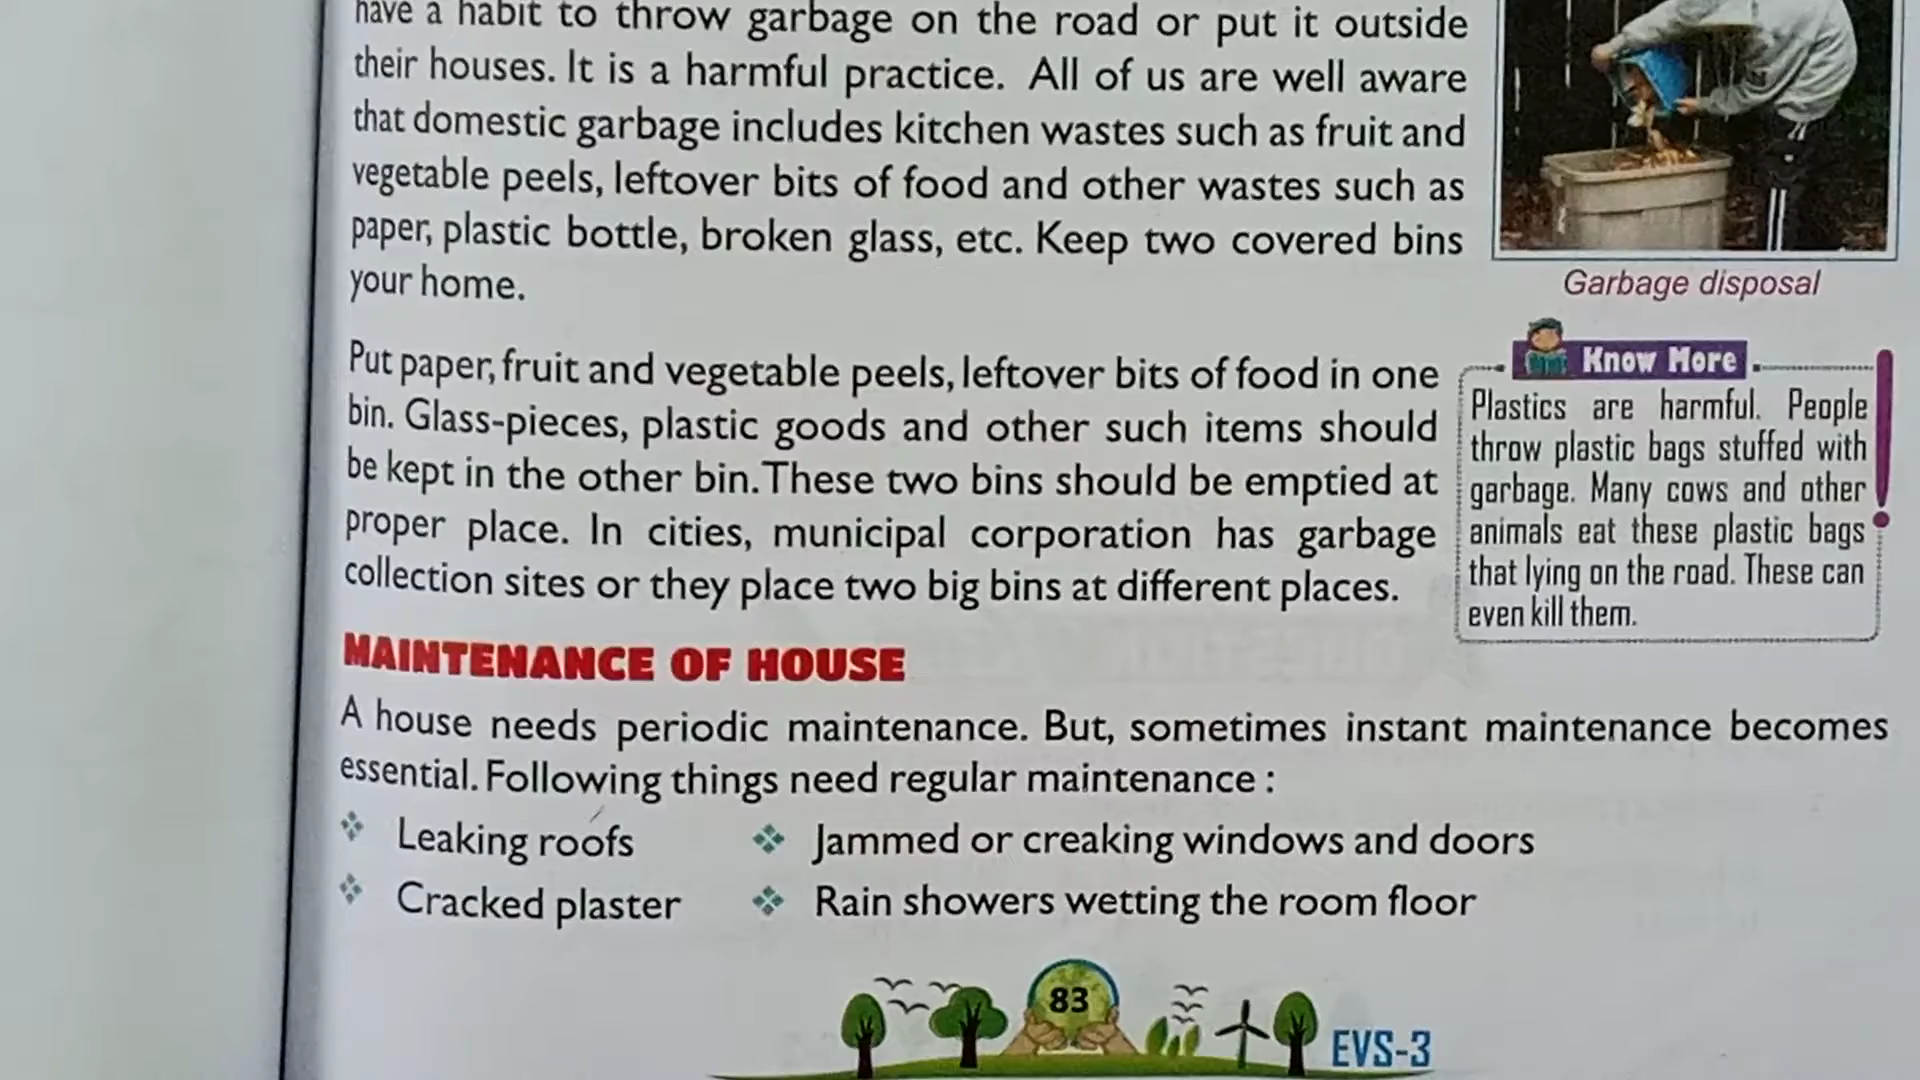 have a habit to throw garbage on the road or put it outside
their houses. It is a harmful practice. All of us are well aware
that domestic garbage includes kitchen wastes such as fruit and
vegetable peels, leftover bits of food and other wastes such as
paper, plastic bottle, broken glass, etc. Keep two covered bins
your home.
Garbage disposal
Put paper, fruit and vegetable peels, leftover bits of food in one
bin. Glass-pieces, plastic goods and other such items should
be kept in the other bin. These two bins should be emptied at
proper place. In cities, municipal corporation has garbage
collection sites or they place two big bins at different places.
Know More
Plastics are harmful. People
throw plastic bags stuffed with
garbage. Many cows and other
animals eat these plastic bags
that lying on the road. These can
even kill them.
MAINTENANCE OF HOUSE
A house needs periodic maintenance. But, sometimes instant maintenance becomes
essential. Following things need regular maintenance :
❖ Leaking roofs ❖ Jammed or creaking windows and doors
❖ Cracked plaster ❖ Rain showers wetting the room floor
83
EVS-3